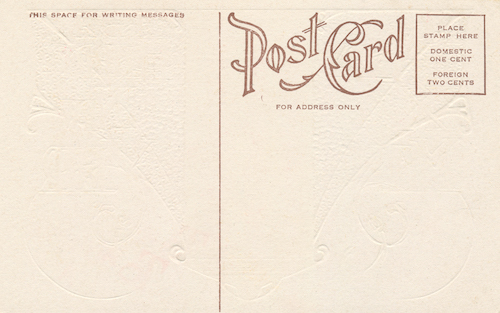 THIS SPACE FOR WRITING MESSAGES
Post Card
FOR ADDRESS ONLY
PLACE
STAMP HERE
DOMESTIC
ONE CENT
FOREIGN
TWO CENTS